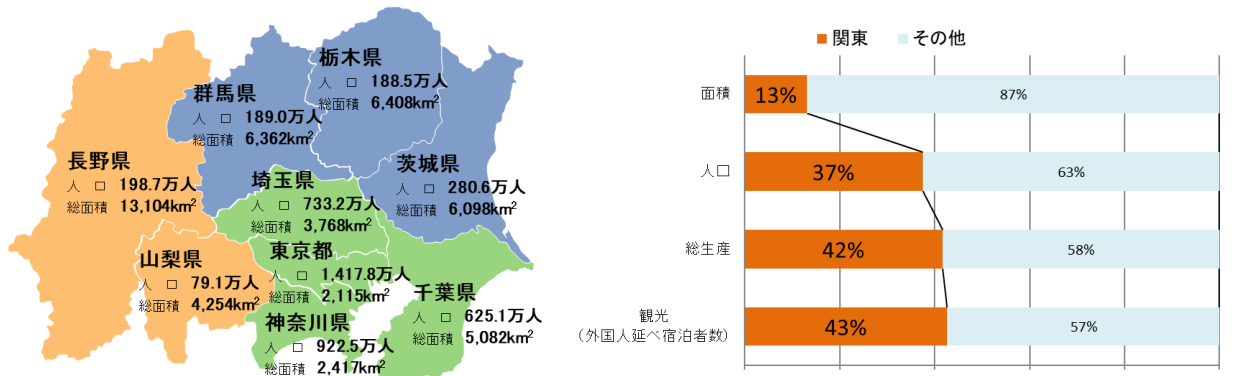 栃木県
人 口 188.5万人
総面積 6,408km²
群馬県
人 口 189.0万人
総面積 6,362km²
長野県
人 口 198.7万人
総面積 13,104km²
茨城県
人 口 280.6万人
総面積 6,098km²
埼玉県
人 口 733.2万人
総面積 3,768km²
東京都
人 口 1,417.8万人
総面積 2,115km²
山梨県
人 口 79.1万人
総面積 4,254km²
千葉県
人 口 625.1万人
総面積 5,082km²
神奈川県
人 口 922.5万人
総面積 2,417km²
関東 その他
面積 13% 87%
人口 37% 63%
総生産 42% 58%
観光
(外国人延べ宿泊者数) 43% 57%